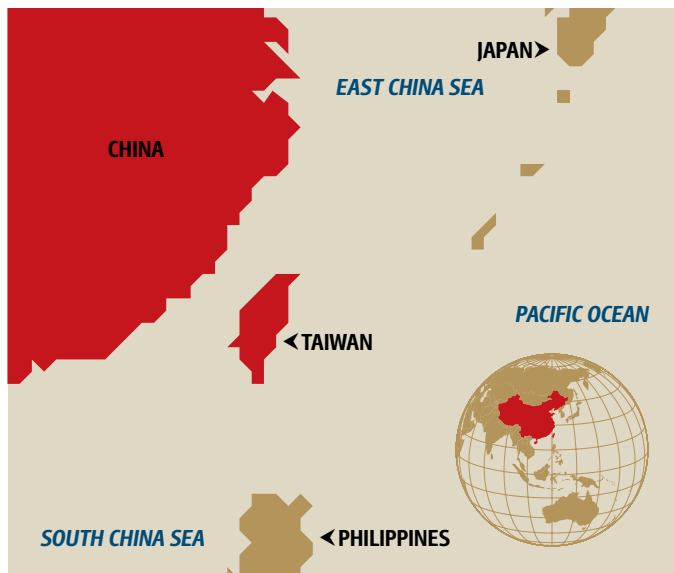 JAPAN
EAST CHINA SEA
CHINA
PACIFIC OCEAN
TAIWAN
SOUTH CHINA SEA
PHILIPPINES